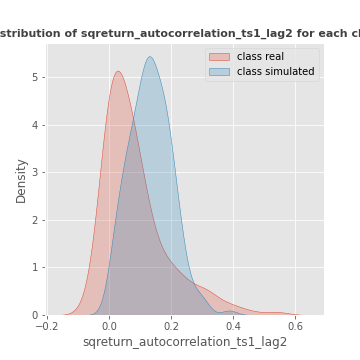 stribution of sqreturn_autocorrelation_ts1_lag2 for each cl
class real
class simulated
5
4
3
2
1
0
Density
−0.2 0.0 0.2 0.4 0.6
sqreturn_autocorrelation_ts1_lag2